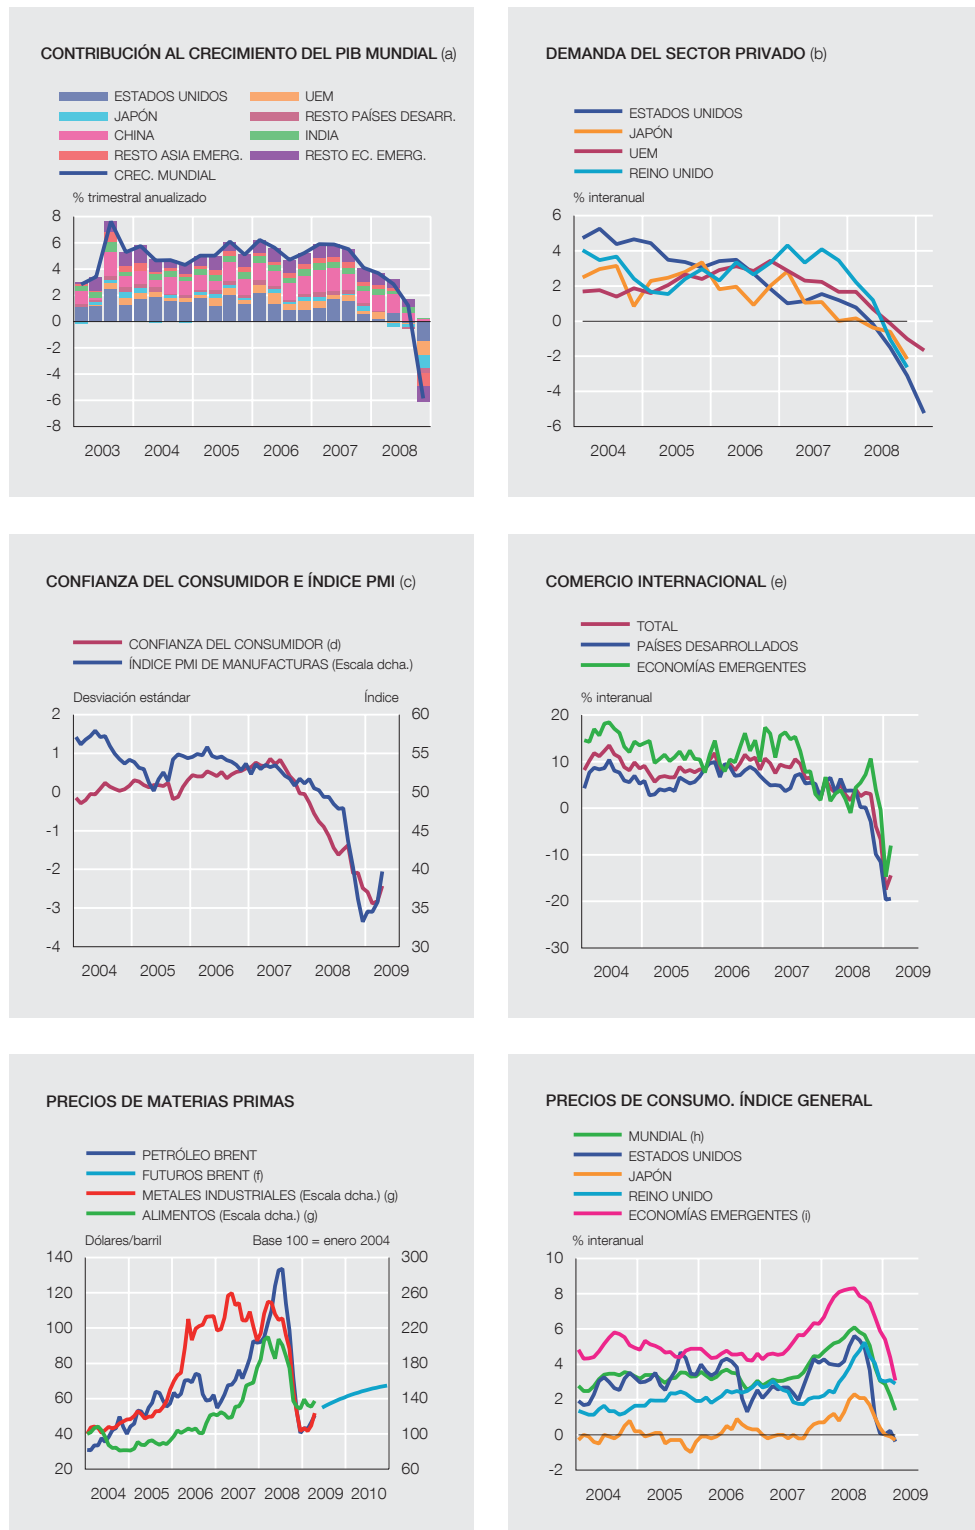 CONTRIBUCIÓN AL CRECIMIENTO DEL PIB MUNDIAL (a)
ESTADOS UNIDOS UEM
JAPÓN RESTO PAÍSES DESARR.
CHINA INDIA
RESTO ASIA EMERG. RESTO EC. EMERG.
CREC. MUNDIAL
% trimestral anualizado
8
6
4
2
0
-2
-4
-6
-8
2003 2004 2005 2006 2007 2008
DEMANDA DEL SECTOR PRIVADO (b)
ESTADOS UNIDOS
JAPÓN
UEM
REINO UNIDO
% interanual
6
4
2
0
-2
-4
-6
2004 2005 2006 2007 2008
CONFIANZA DEL CONSUMIDOR E ÍNDICE PMI (c)
CONFIANZA DEL CONSUMIDOR (d)
ÍNDICE PMI DE MANUFACTURAS (Escala dcha.)
Desviación estándar Índice
2 60
1 55
0 50
-1 45
-2 40
-3 35
-4 30
2004 2005 2006 2007 2008 2009
COMERCIO INTERNACIONAL (e)
TOTAL
PAÍSES DESARROLLADOS
ECONOMÍAS EMERGENTES
% interanual
20
10
0
-10
-20
-30
2004 2005 2006 2007 2008 2009
PRECIOS DE MATERIAS PRIMAS
PETRÓLEO BRENT
FUTUROS BRENT (f)
METALES INDUSTRIALES (Escala dcha.) (g)
ALIMENTOS (Escala dcha.) (g)
Dólares/barril Base 100 = enero 2004
140 300
120 260
100 220
80 180
60 140
40 100
20 60
2004 2005 2006 2007 2008 2009 2010
PRECIOS DE CONSUMO. ÍNDICE GENERAL
MUNDIAL (h)
ESTADOS UNIDOS
JAPÓN
REINO UNIDO
ECONOMÍAS EMERGENTES (i)
% interanual
10
8
6
4
2
0
-2
2004 2005 2006 2007 2008 2009